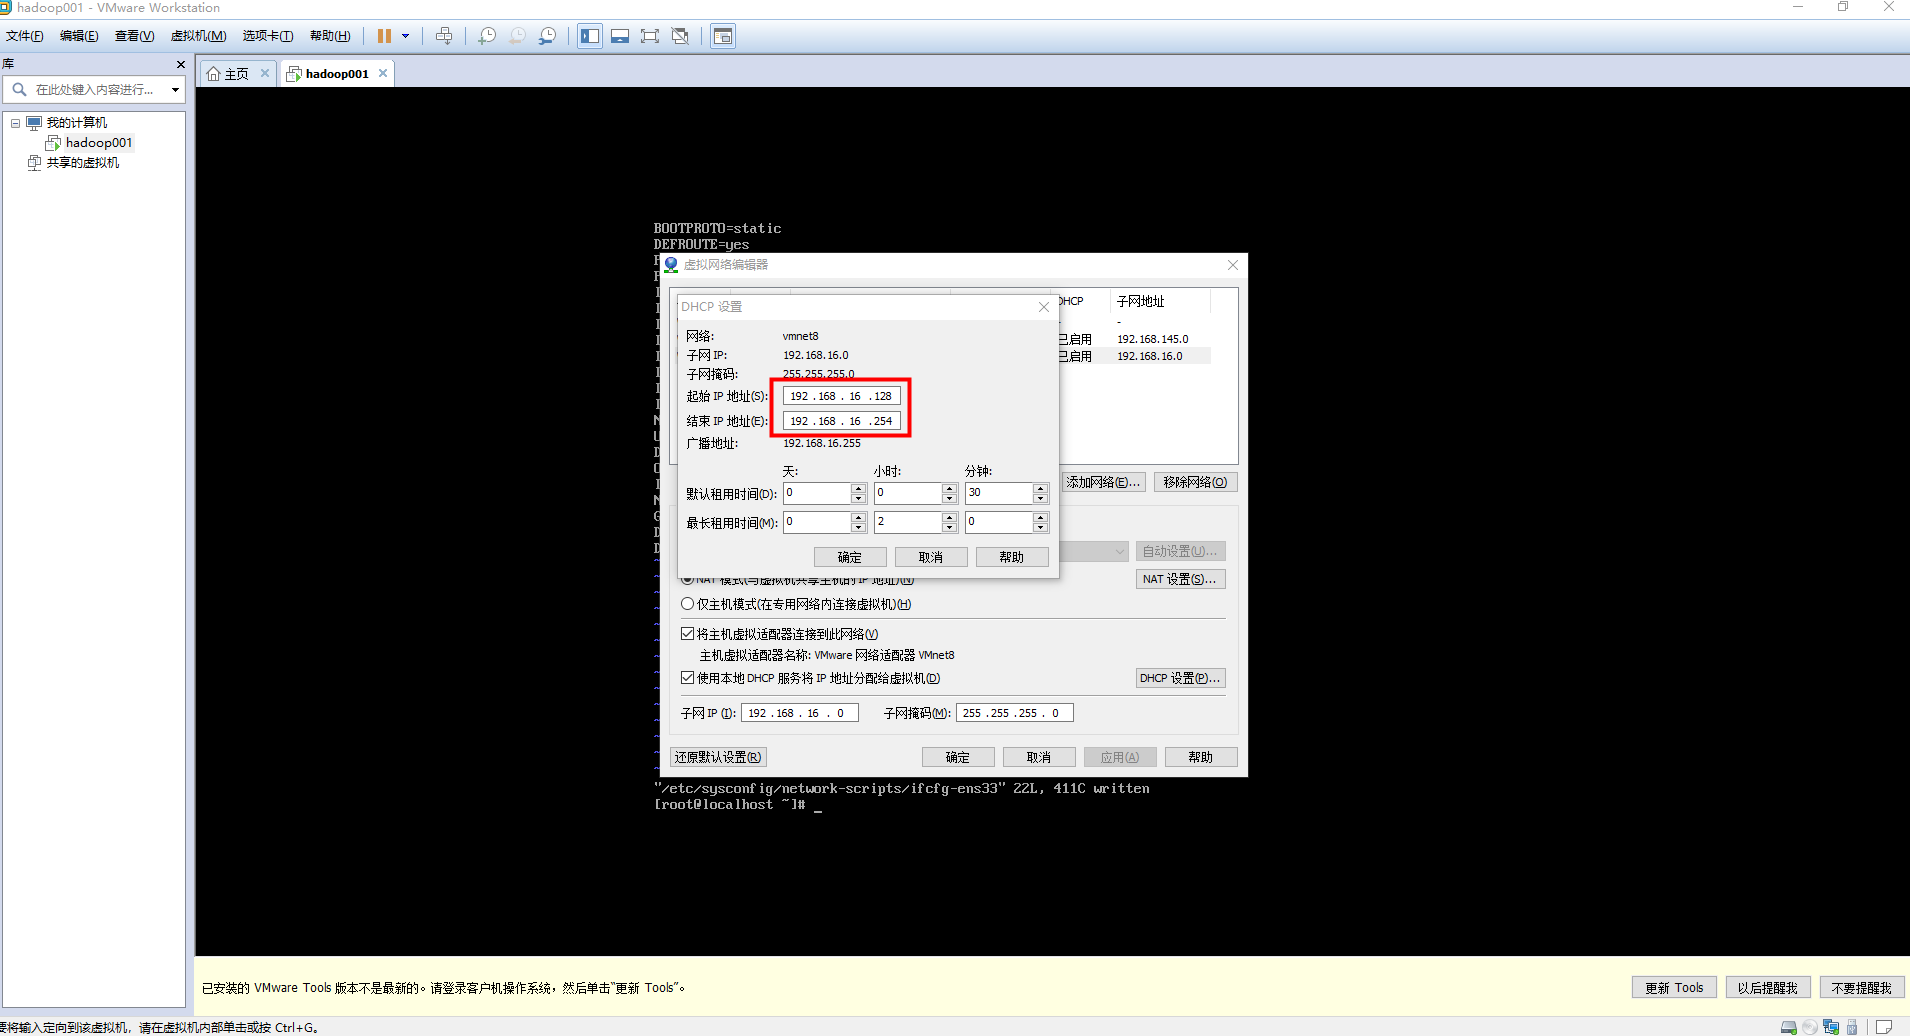 hadoop001 - VMware Workstation
文件(F) 编辑(E) 查看(V) 虚拟机(M) 选项卡(T) 帮助(H)
库
主页 hadoop001
在此处键入内容进行...
我的计算机
hadoop001
共享的虚拟机
BOOTPROTO=static
DEFROUTE=yes
虚拟网络编辑器
DHCP 子网地址
-
已启用 192.168.145.0
已启用 192.168.16.0
DHCP 设置
网络: vmnet8
子网 IP: 192.168.16.0
子网掩码: 255.255.255.0
起始 IP 地址(S): 192 .168 . 16 .128
结束 IP 地址(E): 192 .168 . 16 .254
广播地址: 192.168.16.255
天: 小时: 分钟:
默认租用时间(D): 0 0 30
最长租用时间(M): 0 2 0
确定 取消 帮助
添加网络(E)... 移除网络(O)
自动设置(U)...
NAT 模式(与虚拟机共享主机的 IP 地址)(N)
NAT 设置(S)...
仅主机模式(在专用网络内连接虚拟机)(H)
将主机虚拟适配器连接到此网络(V)
主机虚拟适配器名称: VMware 网络适配器 VMnet8
使用本地 DHCP 服务将 IP 地址分配给虚拟机(D)
DHCP 设置(P)...
子网 IP (I): 192 .168 . 16 . 0 子网掩码(M): 255 .255 .255 . 0
还原默认设置(R) 确定 取消 应用(A) 帮助
"/etc/sysconfig/network-scripts/ifcfg-ens33" 22L, 411C written
[root@localhost ~]# _
已安装的 VMware Tools 版本不是最新的。请登录客户机操作系统，然后单击“更新 Tools”。
更新 Tools 以后提醒我 不要提醒我
要将输入定向到该虚拟机，请在虚拟机内部单击或按 Ctrl+G。